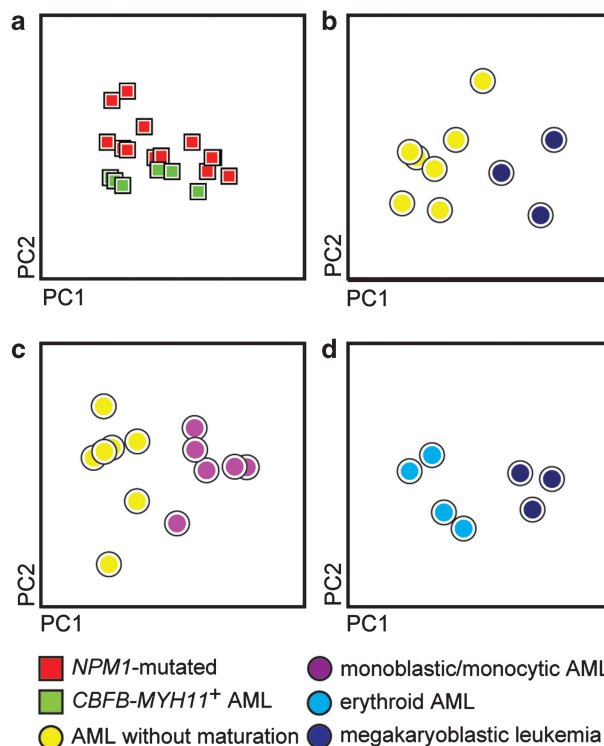 a
b
PC2
PC1
PC2
PC1
c
d
PC2
PC1
PC2
PC1
NPM1-mutated
CBFB-MYH11+ AML
AML without maturation
monoblastic/monocytic AML
erythroid AML
megakaryoblastic leukemia